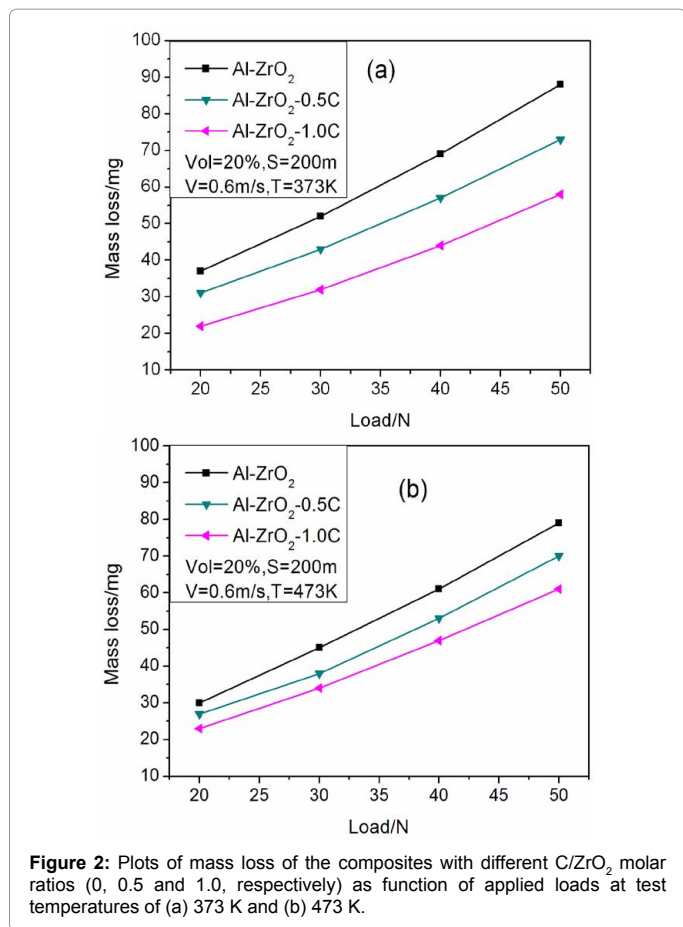 100
90
80
70
60
50
40
30
20
10
Mass loss/mg
Al-ZrO₂
Al-ZrO₂-0.5C
Al-ZrO₂-1.0C
Vol=20%,S=200m
V=0.6m/s,T=373K
(a)
20 25 30 35 40 45 50
Load/N
100
90
80
70
60
50
40
30
20
10
Mass loss/mg
Al-ZrO₂
Al-ZrO₂-0.5C
Al-ZrO₂-1.0C
Vol=20%,S=200m
V=0.6m/s,T=473K
(b)
20 25 30 35 40 45 50
Load/N
Figure 2: Plots of mass loss of the composites with different C/ZrO₂ molar
ratios (0, 0.5 and 1.0, respectively) as function of applied loads at test
temperatures of (a) 373 K and (b) 473 K.